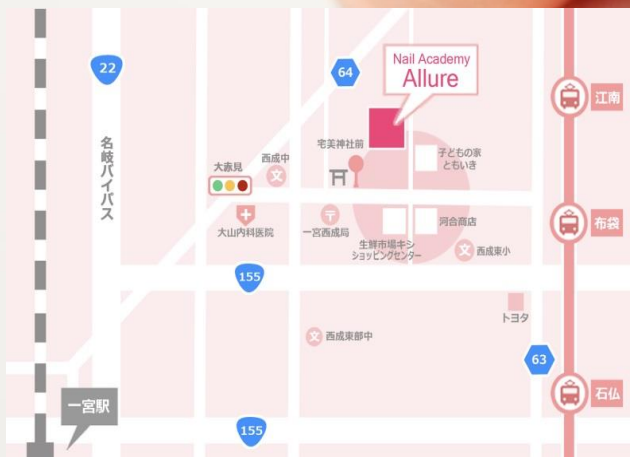 22
64
Nail Academy
Allure
江南
名岐バイパス
宅美神社前
子どもの家
ともいき
大赤見
西成中
文
大山内科医院
一宮西成局
河合商店
布袋
生鮮市場キシ
ショッピングセンター
文
西成東小
155
トヨタ
文
西成東部中
63
石仏
一宮駅
155